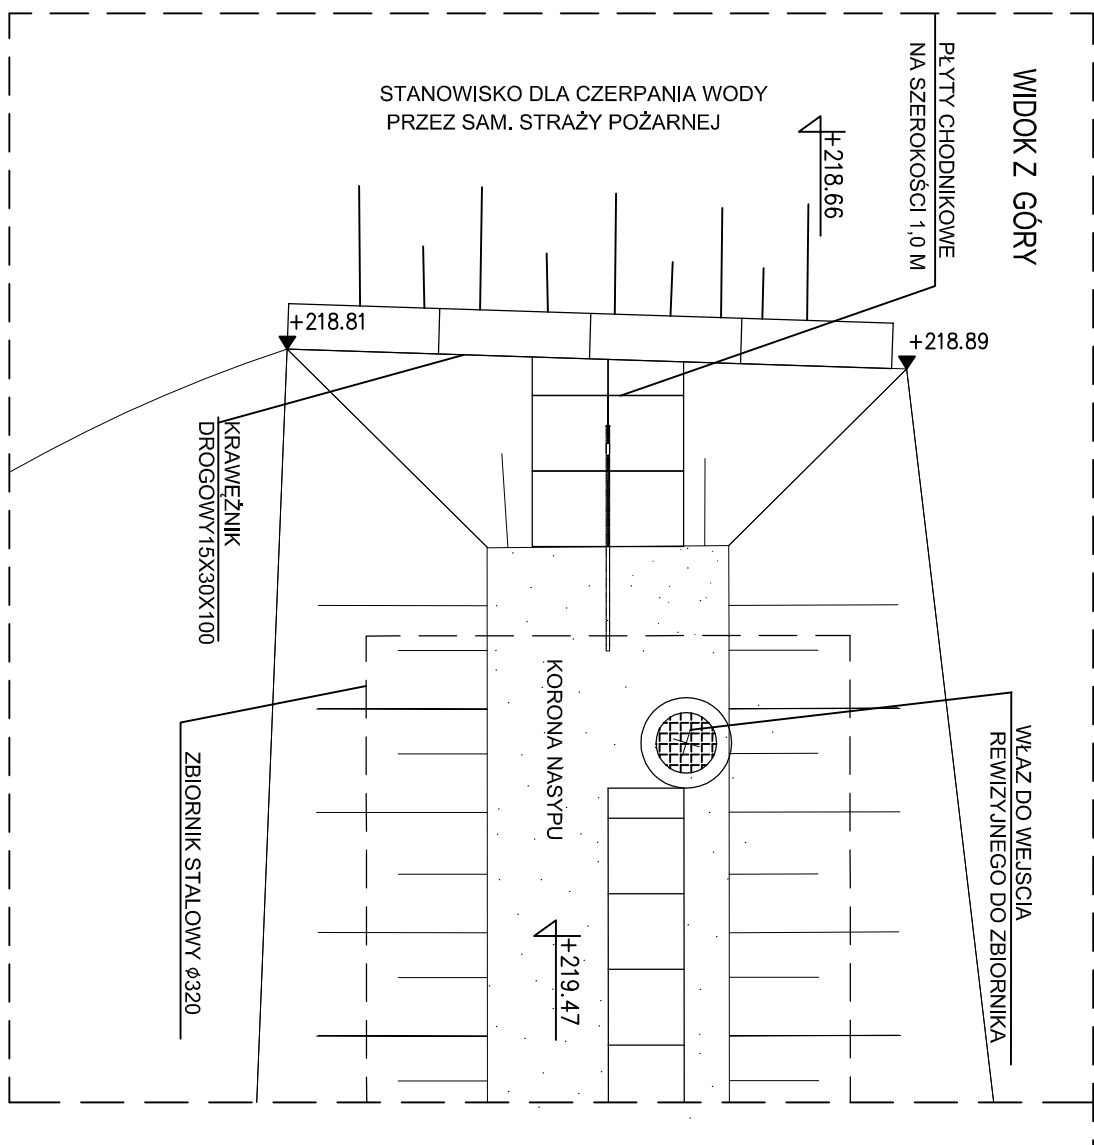 WIDOK Z GÓRY
PŁYTY CHODNIKOWE
NA SZEROKOŚCI 1,0 M
STANOWISKO DLA CZERPANIA WODY
PRZEZ SAM. STRAŻY POŻARNEJ
+218.66
+218.81
+218.89
KRAWĘŻNIK
DROGOWY15X30X100
KORONA NASYPU
WŁAZ DO WEJSCIA
REWIZYJNEGO DO ZBIORNIKA
ZBIORNIK STALOWY ϕ320
+219.47